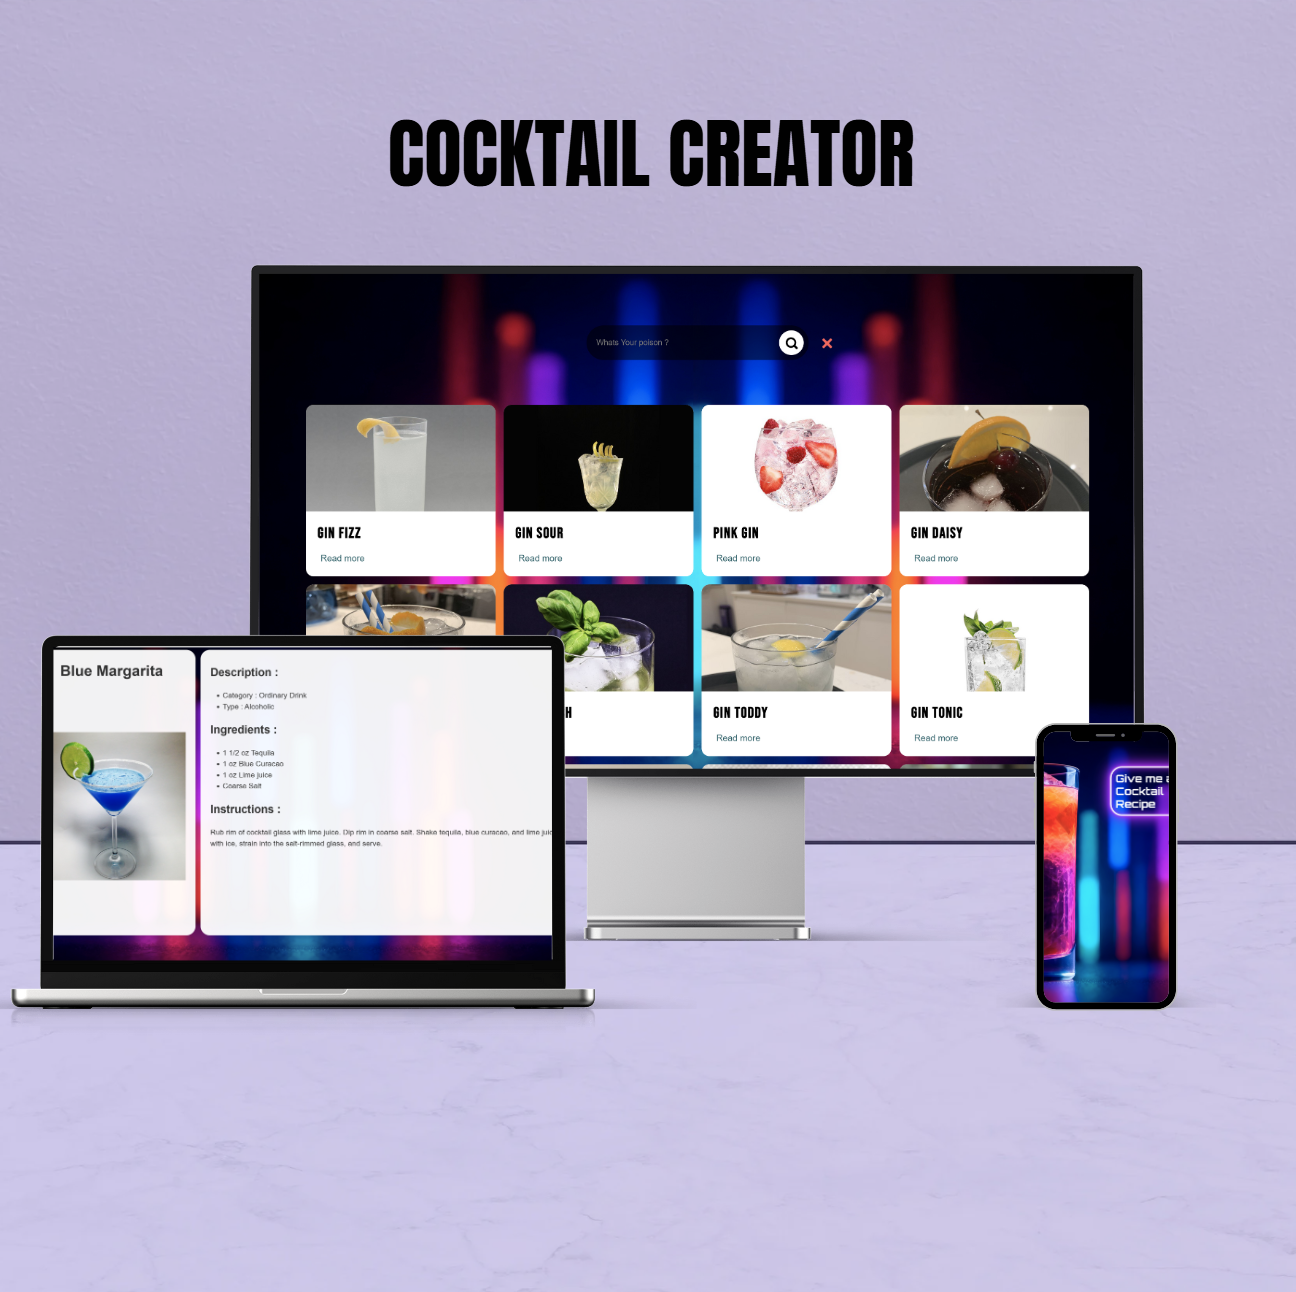 COCKTAIL CREATOR
Whats Your poison ?
GIN FIZZ
Read more
GIN SOUR
Read more
PINK GIN
Read more
GIN DAISY
Read more
H
GIN TODDY
Read more
GIN TONIC
Read more
Blue Margarita
Description :
• Category : Ordinary Drink
• Type : Alcoholic
Ingredients :
• 1 1/2 oz Tequila
• 1 oz Blue Curacao
• 1 oz Lime juice
• Coarse Salt
Instructions :
Rub rim of cocktail glass with lime juice. Dip rim in coarse salt. Shake tequila, blue curacao, and lime juic
with ice, strain into the salt-rimmed glass, and serve.
Give me a
Cocktail
Recipe